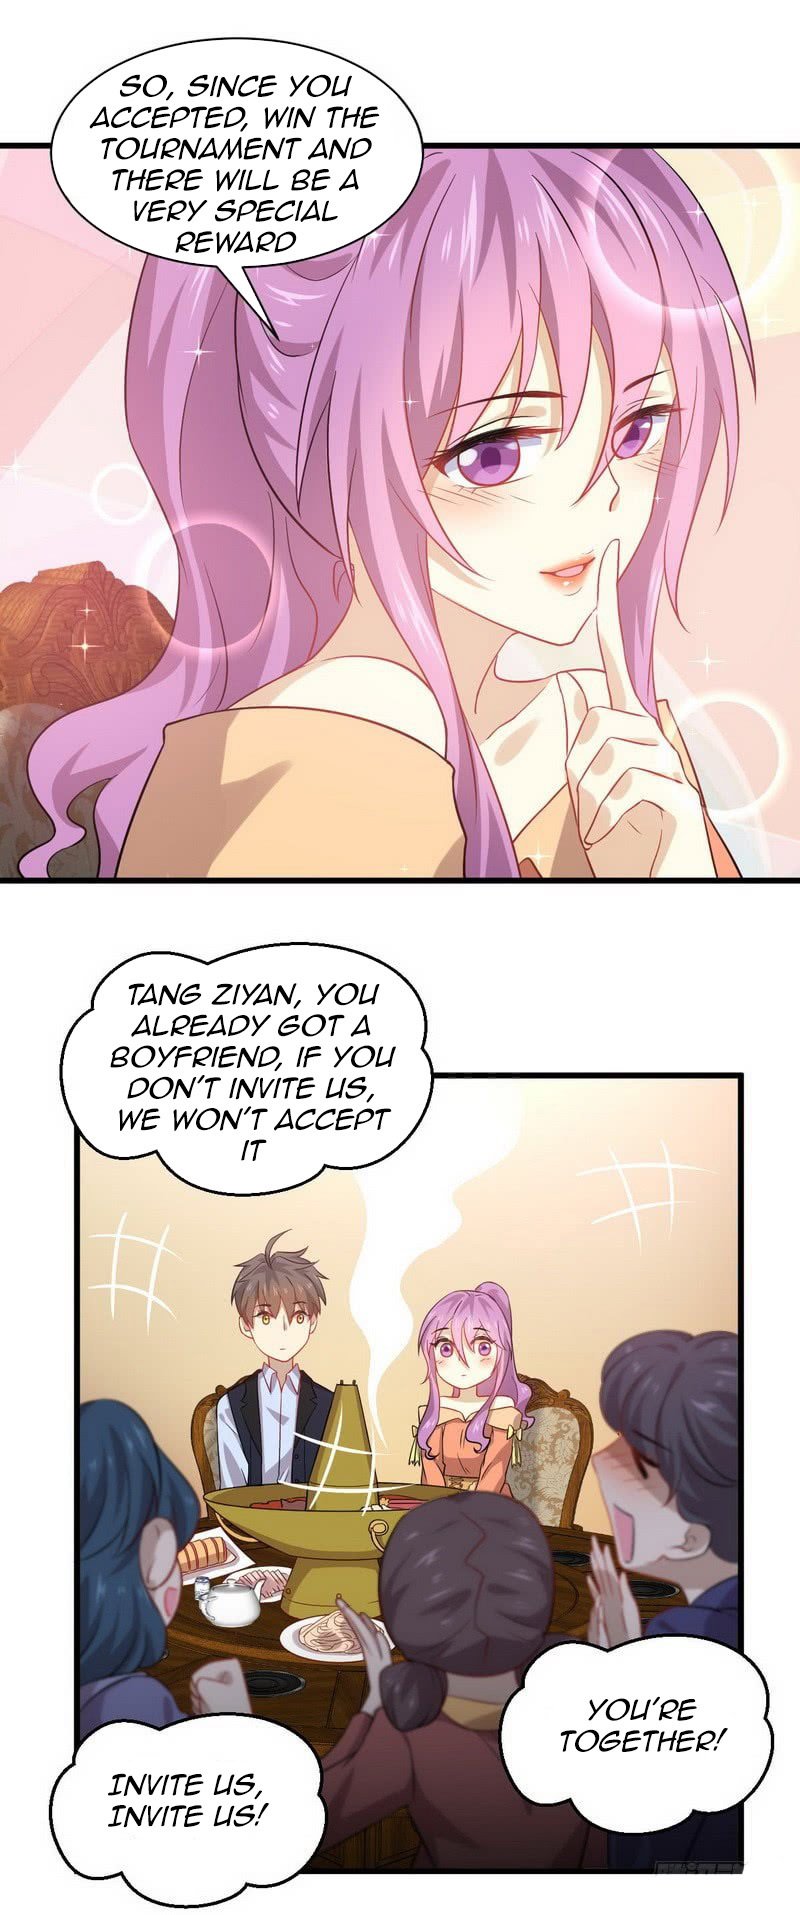 SO, SINCE YOU
ACCEPTED, WIN THE
TOURNAMENT AND
THERE WILL BE A
VERY SPECIAL
REWARD
TANG ZIYAN, YOU
ALREADY GOT A
BOYFRIEND, IF YOU
DON'T INVITE US,
WE WON'T ACCEPT
IT
YOU'RE
TOGETHER!
INVITE US,
INVITE US!